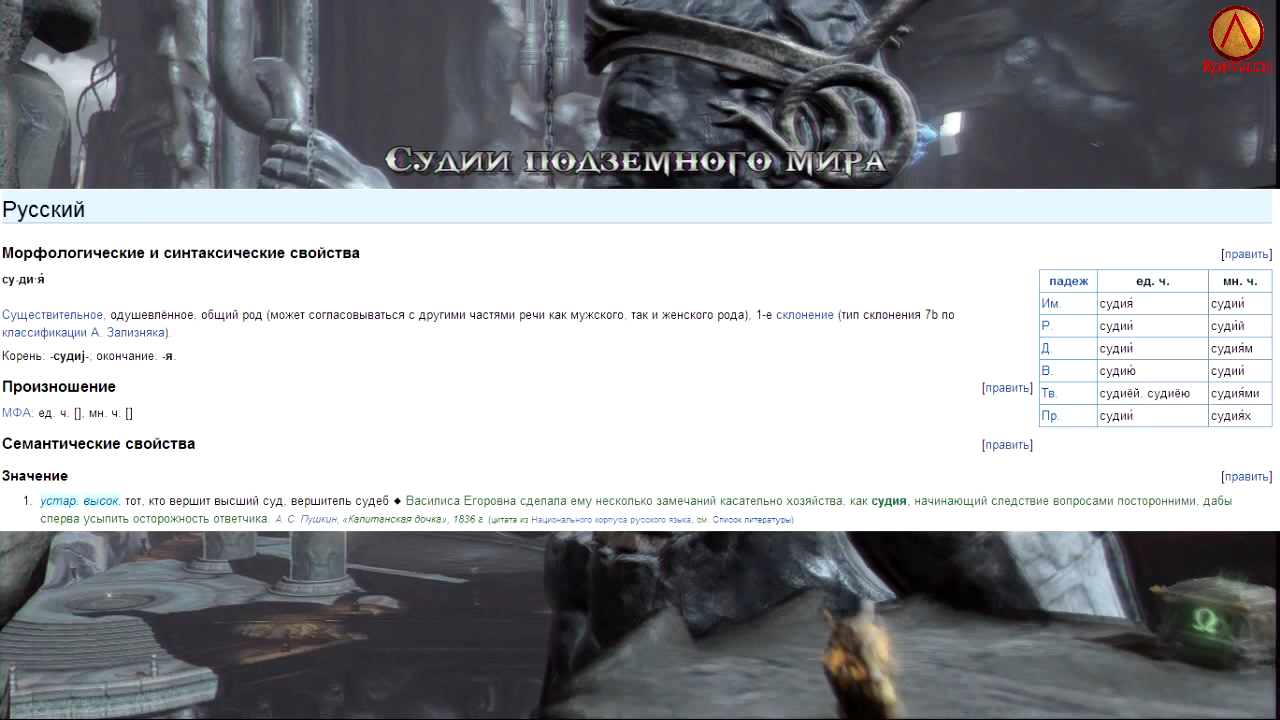 Судии подземного мира
Русский
Морфологические и синтаксические свойства
[править]
су-ди-я́
Существительное, одушевлённое, общий род (может согласовываться с другими частями речи как мужского, так и женского рода), 1-е склонение (тип склонения 7b по
классификации А. Зализняка).
Корень: -судиj-; окончание: -я.
падеж ед. ч. мн. ч.
Им. судия́ судии́
Р. судии́ суди́й
Д. судии́ судия́м
В. судию́ судии́
Тв. судиёй, судиёю судия́ми
Пр. судии́ судия́х
Произношение
[править]
МФА: ед. ч. [], мн. ч. []
Семантические свойства
[править]
Значение
[править]
1. устар. высок. тот, кто вершит высший суд, вершитель судеб ◆ Василиса Егоровна сделала ему несколько замечаний касательно хозяйства, как судия, начинающий следствие вопросами посторонними, дабы
сперва усыпить осторожность ответчика. А. С. Пушкин, «Капитанская дочка», 1836 г. (цитата из Национального корпуса русского языка, см. Список литературы)
Ω